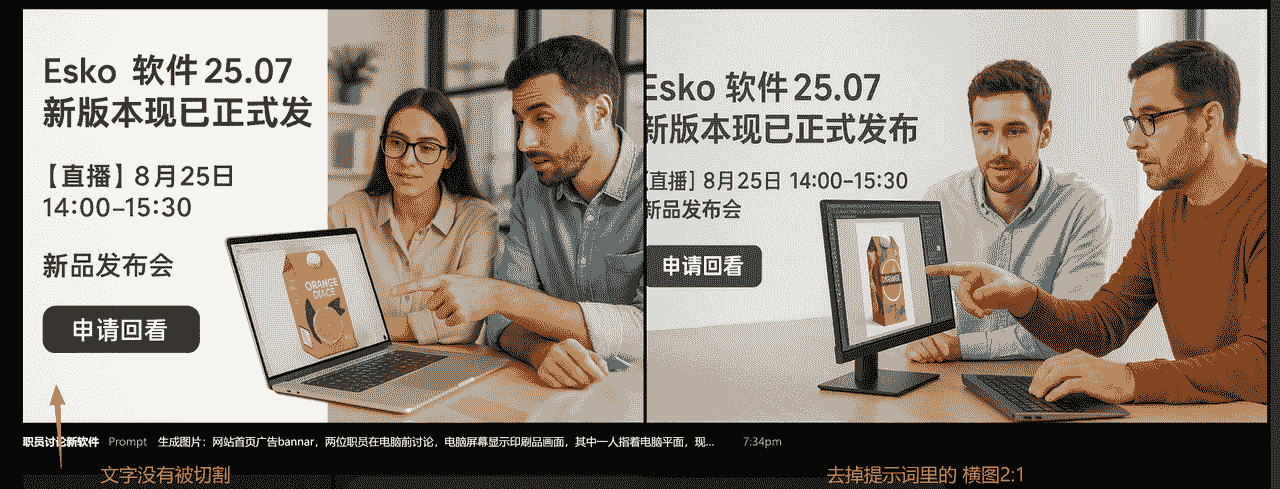 Esko 软件 25.07
新版本现已正式发
【直播】8月25日
14:00–15:30
新品发布会
申请回看
ORANGE
DIACE
Esko 软件 25.07
新版本现已正式发布
[直播] 8月25日 14:00–15:30
新品发布会
申请回看
ORANGE
职员讨论新软件 Prompt 生成图片：网站首页广告bannar，两位职员在电脑前讨论，电脑屏幕显示印刷品画面，其中一人指着电脑平面，现... 7:34pm
文字没有被切割
去掉提示词里的 横图2:1